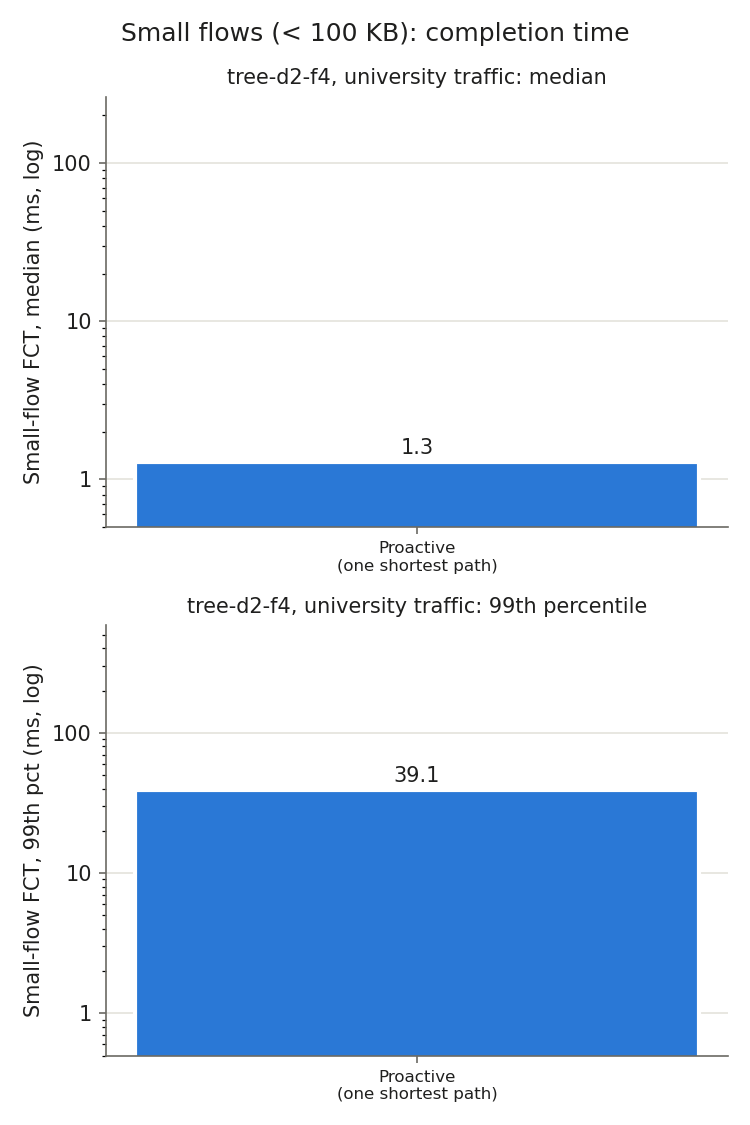 Small flows (< 100 KB): completion time
tree-d2-f4, university traffic: median
Small-flow FCT, median (ms, log)
100
10
1
1.3
Proactive
(one shortest path)
tree-d2-f4, university traffic: 99th percentile
Small-flow FCT, 99th pct (ms, log)
100
10
1
39.1
Proactive
(one shortest path)